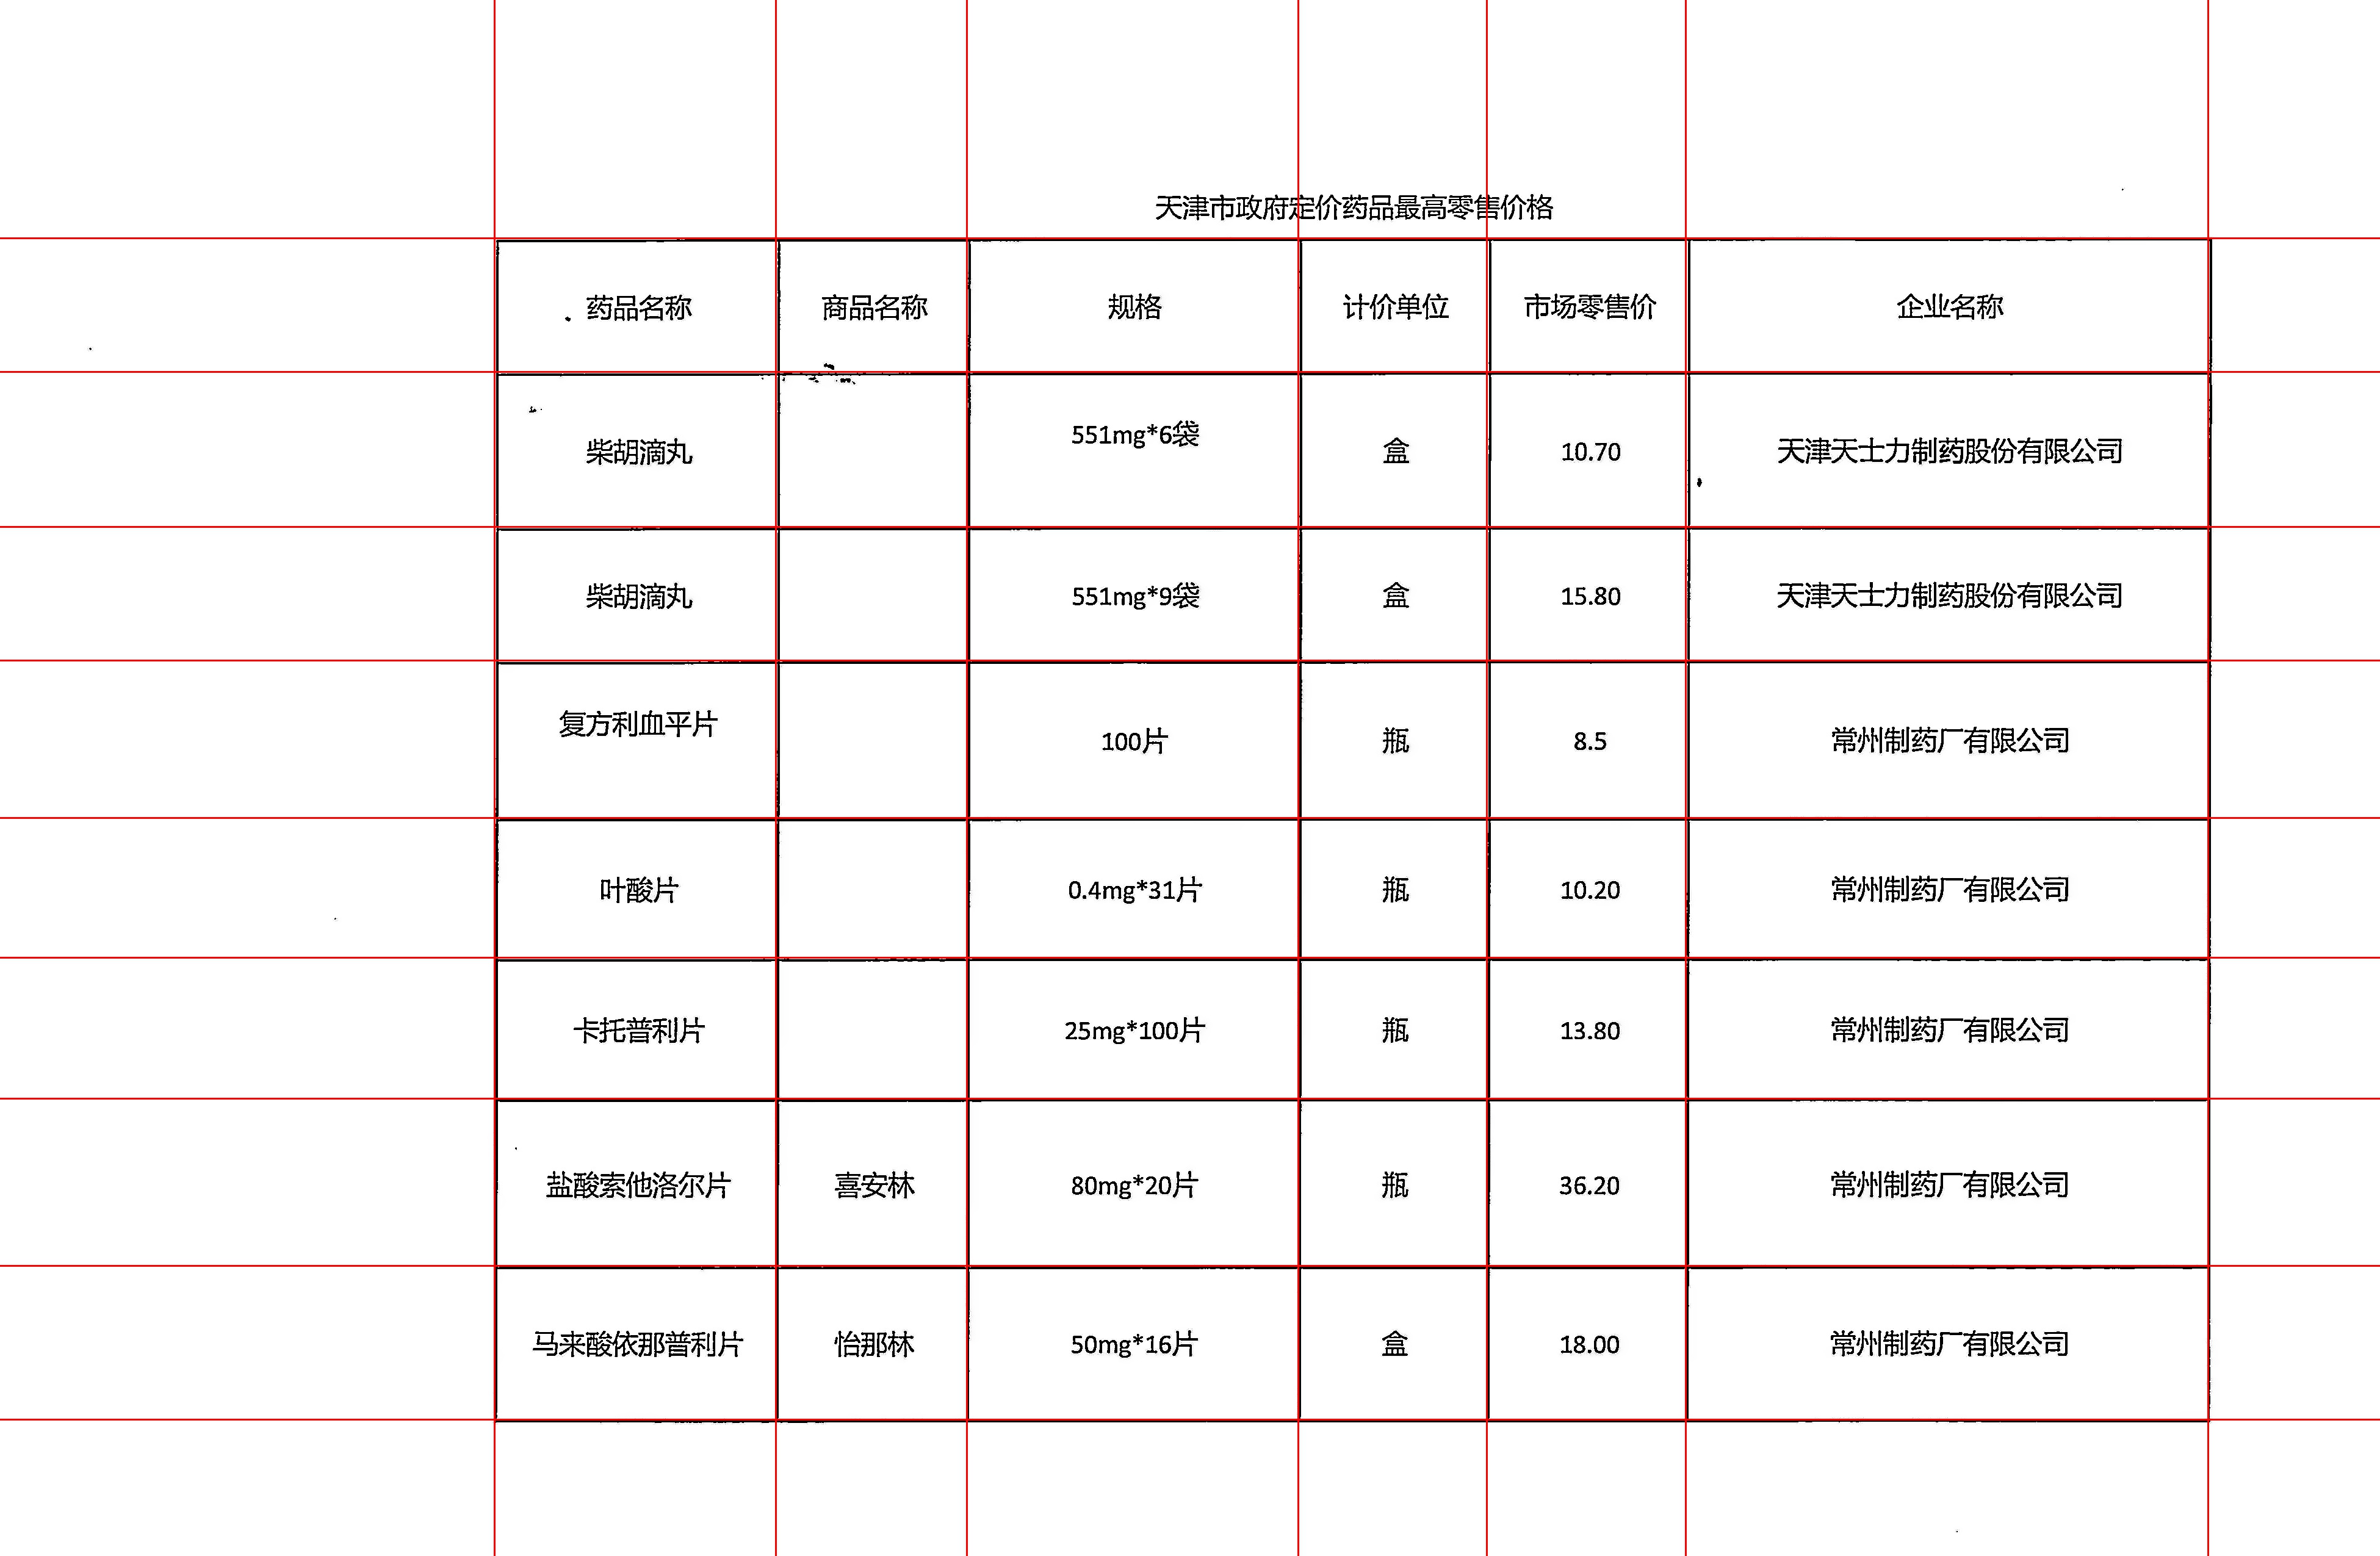 天津市政府定价药品最高零售价格
药品名称 商品名称 规格 计价单位 市场零售价 企业名称
柴胡滴丸 551mg*6袋 盒 10.70 天津天士力制药股份有限公司
柴胡滴丸 551mg*9袋 盒 15.80 天津天士力制药股份有限公司
复方利血平片 100片 瓶 8.5 常州制药厂有限公司
叶酸片 0.4mg*31片 瓶 10.20 常州制药厂有限公司
卡托普利片 25mg*100片 瓶 13.80 常州制药厂有限公司
盐酸索他洛尔片 喜安林 80mg*20片 瓶 36.20 常州制药厂有限公司
马来酸依那普利片 怡那林 50mg*16片 盒 18.00 常州制药厂有限公司